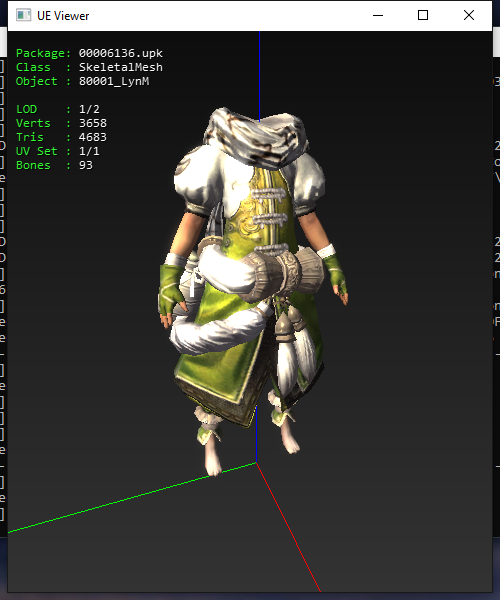 UE Viewer
Package: 00006136.upk
Class : SkeletalMesh
Object : 80001_LynM
LOD : 1/2
Verts : 3658
Tris : 4683
UV Set : 1/1
Bones : 93